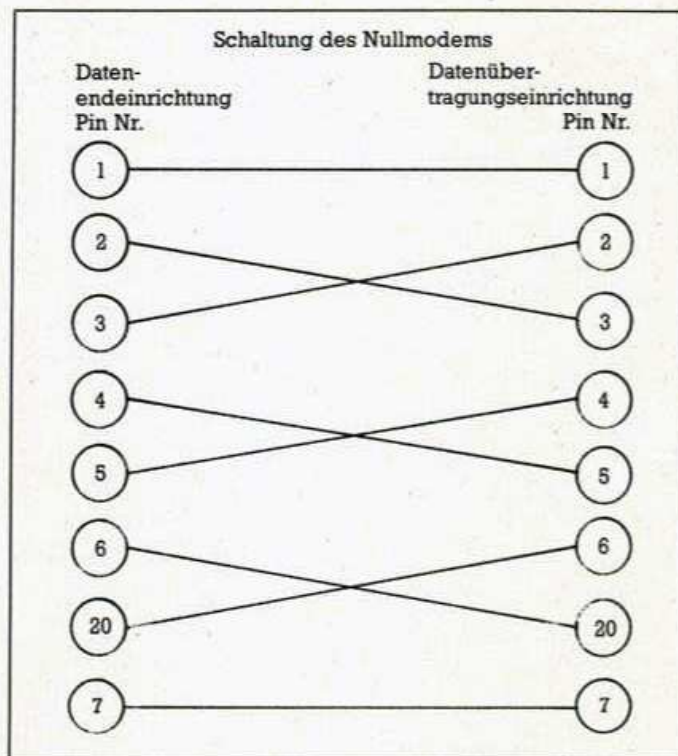 Schaltung des Nullmodems
Daten-
endeinrichtung
Pin Nr.
Datenüber-
tragungseinrichtung
Pin Nr.
1 1
2 2
3 3
4 4
5 5
6 6
20 20
7 7